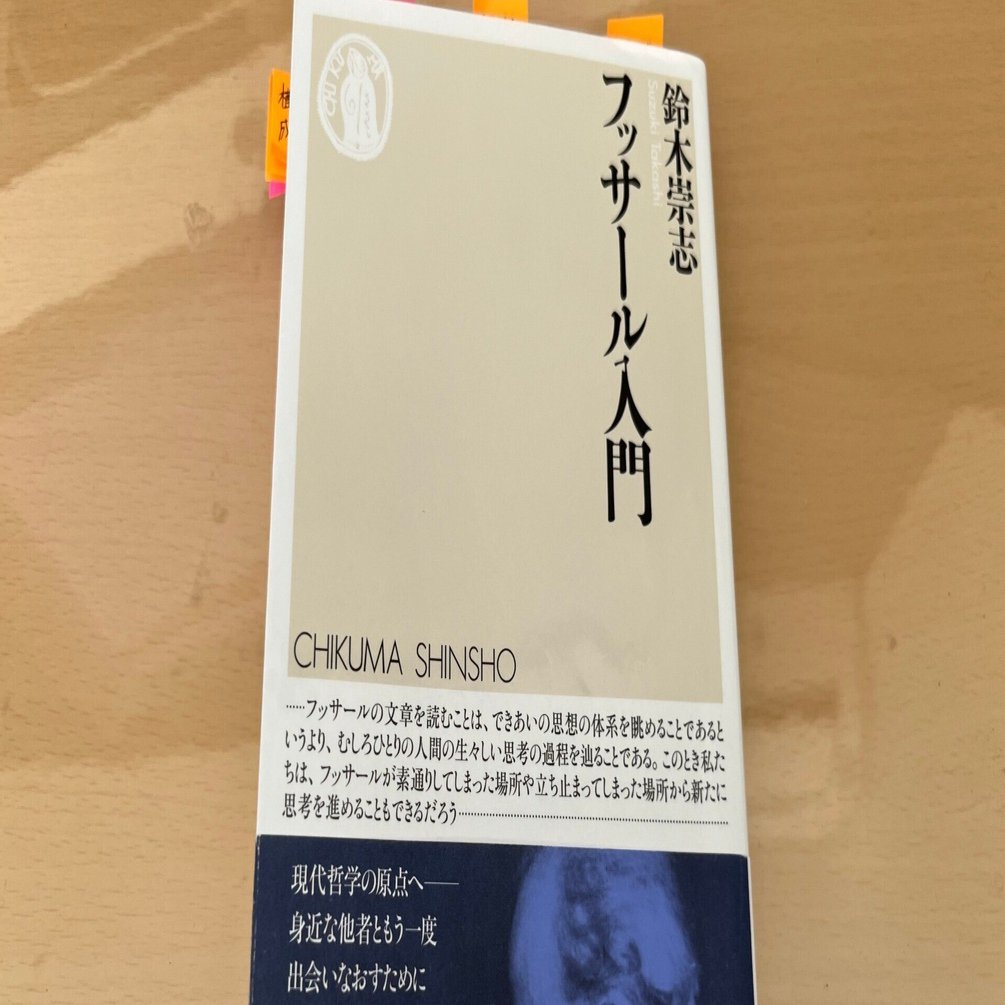 鈴木崇志
Suzuki Takashi
フッサール入門
CHIKUMA SHINSHO
……フッサールの文章を読むことは、できあいの思想の体系を眺めることであると
いうより、むしろひとりの人間の生々しい思考の過程を辿ることである。このとき私た
ちは、フッサールが素通りしてしまった場所や立ち止まってしまった場所から新たに
思考を進めることもできるだろう……………………………
現代哲学の原点へ——
身近な他者ともう一度
出会いなおすために